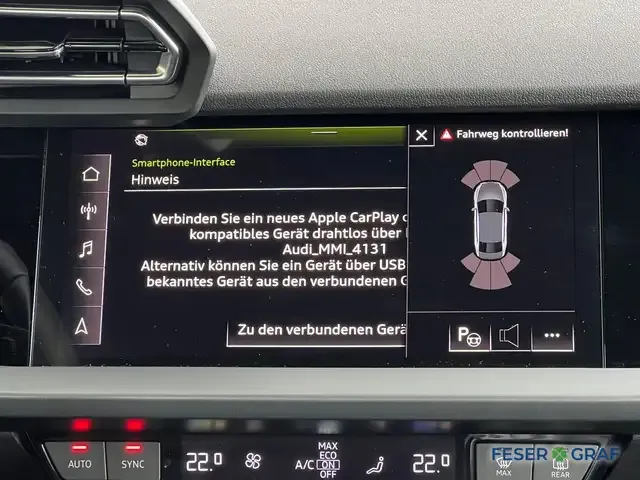 Smartphone-Interface
Hinweis
Verbinden Sie ein neues Apple CarPlay
kompatibles Gerät drahtlos über
Audi_MMI_4131
Alternativ können Sie ein Gerät über USB
bekanntes Gerät aus den verbundenen
Zu den verbundenen Gerä
Fahrweg kontrollieren!
P
AUTO
SYNC
22.0
A/C
MAX
ECO
ON
OFF
22.0
MAX
REAR
FESER GRAF